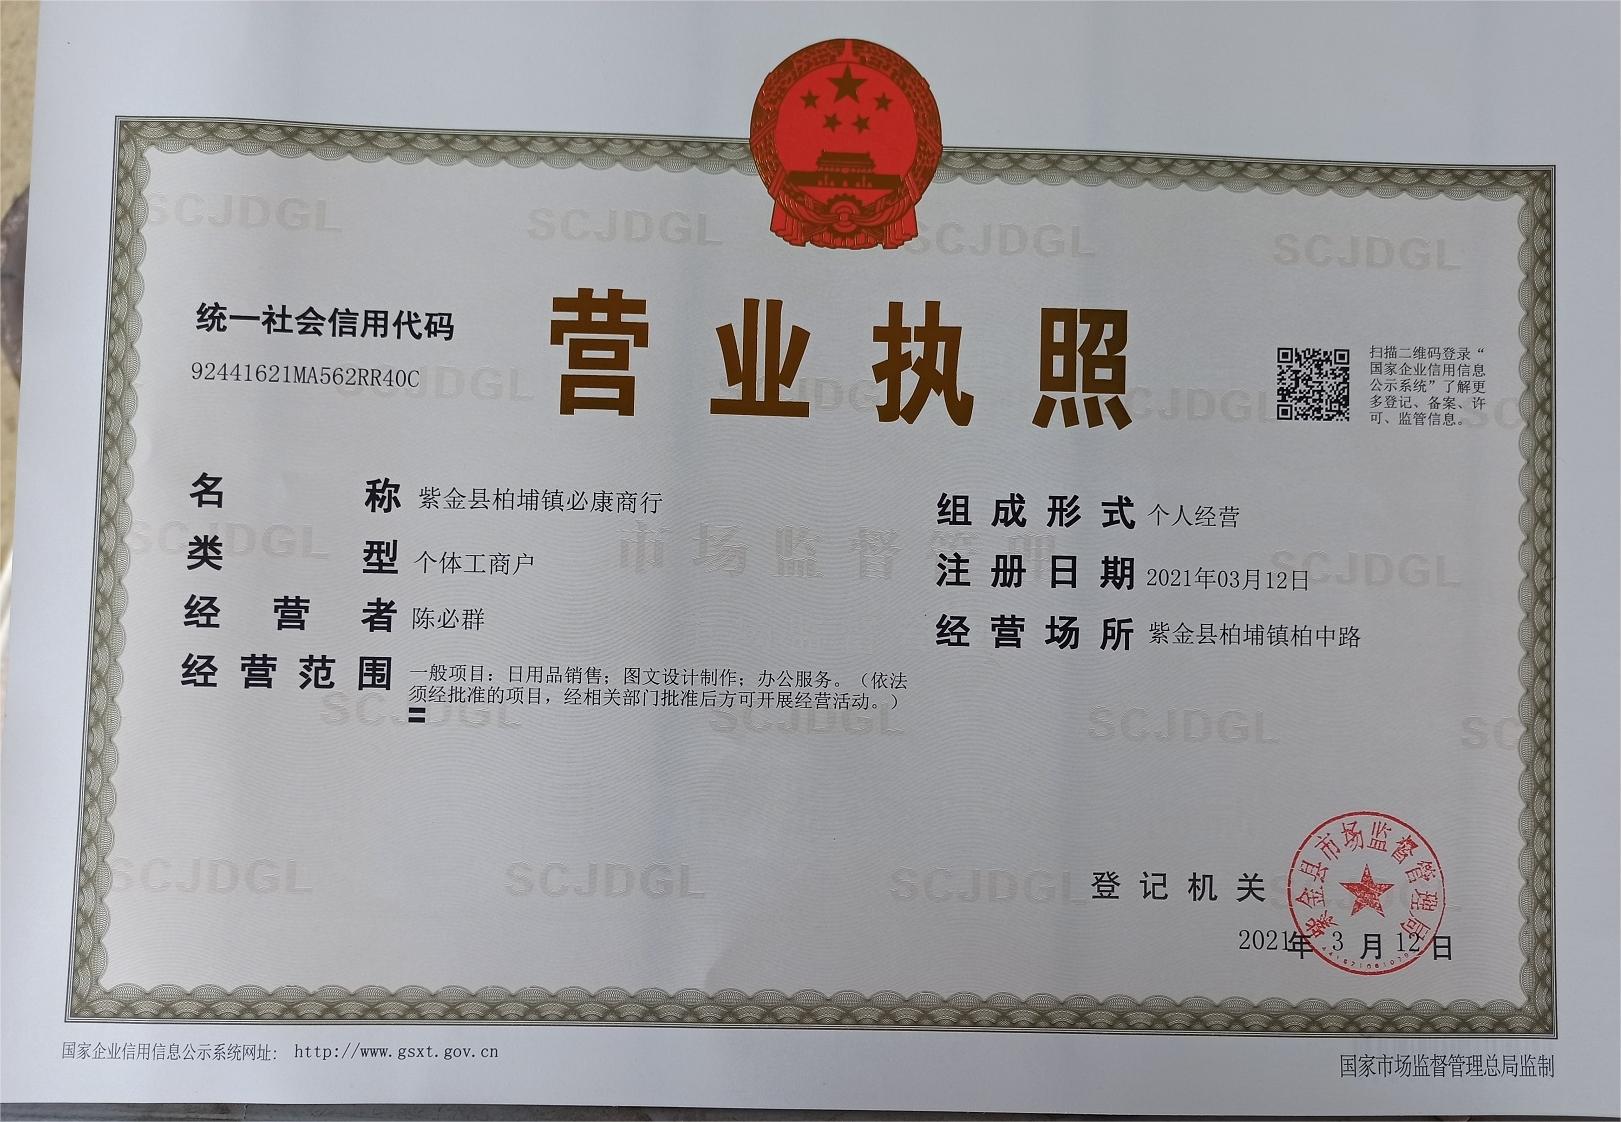 统一社会信用代码
92441621MA562RR40C
营业执照
扫描二维码登录“
国家企业信用信息
公示系统”了解更
多登记、备案、许
可、监管信息。
名称 紫金县柏埔镇必康商行
类型 个体工商户
经营者 陈必群
经营范围 一般项目：日用品销售；图文设计制作；办公服务。（依法
须经批准的项目，经相关部门批准后方可开展经营活动。）
组成形式 个人经营
注册日期 2021年03月12日
经营场所 紫金县柏埔镇柏中路
市场监督管理
SCJDGL
登记机关
紫金县市场监督管理局
2021年3月12日
国家企业信用信息公示系统网址： http://www.gsxt.gov.cn
国家市场监督管理总局监制